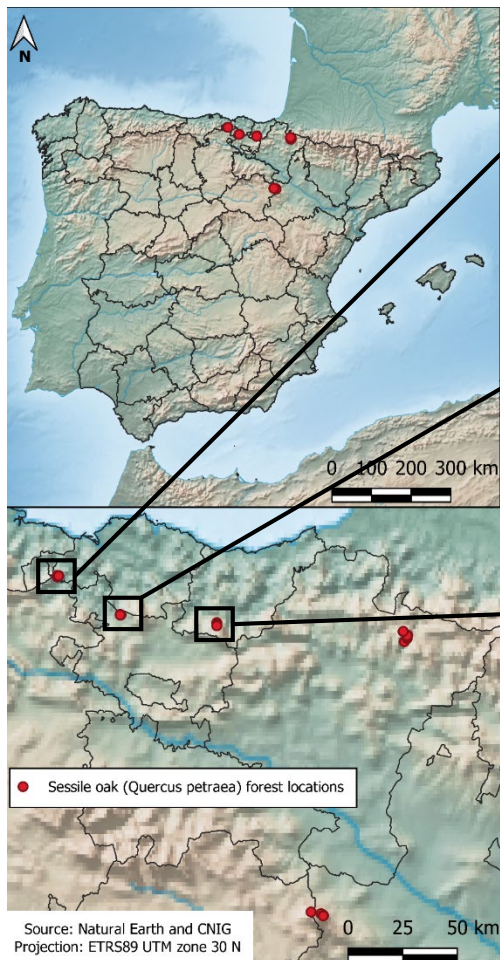 N
0 100 200 300 km
Sessile oak (Quercus petraea) forest locations
Source: Natural Earth and CNIG
Projection: ETRS89 UTM zone 30 N
0 25 50 km